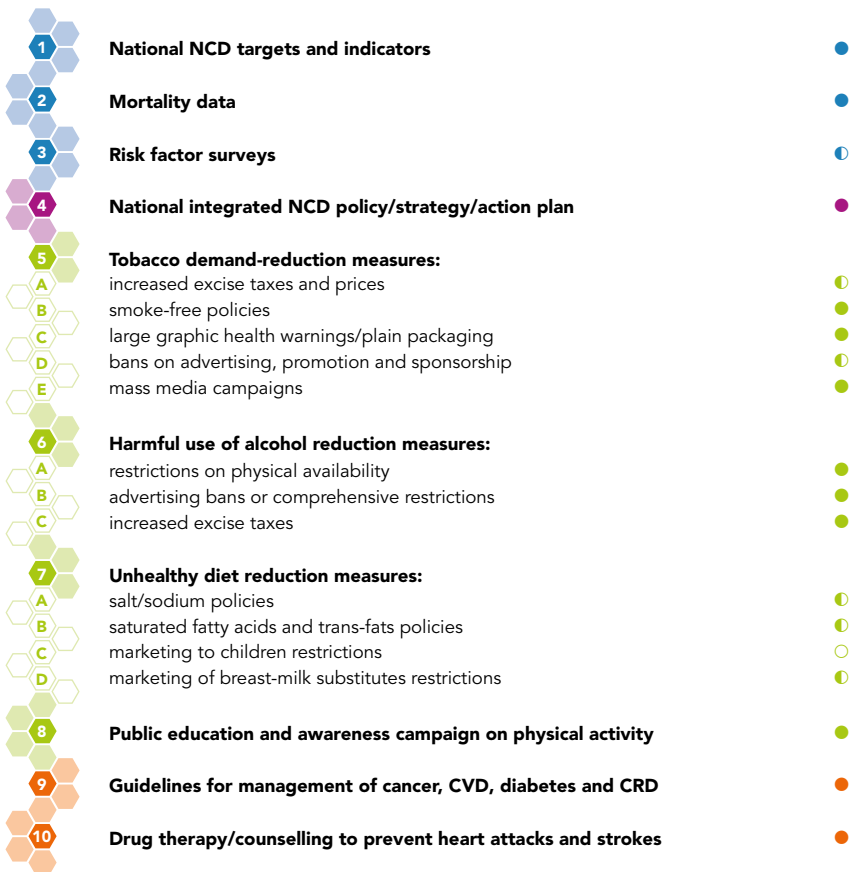 1 National NCD targets and indicators ●
2 Mortality data ●
3 Risk factor surveys ◐
4 National integrated NCD policy/strategy/action plan ●
5 Tobacco demand-reduction measures:
A increased excise taxes and prices ◐
B smoke-free policies ●
C large graphic health warnings/plain packaging ●
D bans on advertising, promotion and sponsorship ◐
E mass media campaigns ●
6 Harmful use of alcohol reduction measures:
A restrictions on physical availability ●
B advertising bans or comprehensive restrictions ●
C increased excise taxes ●
7 Unhealthy diet reduction measures:
A salt/sodium policies ◐
B saturated fatty acids and trans-fats policies ◐
C marketing to children restrictions ○
D marketing of breast-milk substitutes restrictions ◐
8 Public education and awareness campaign on physical activity ●
9 Guidelines for management of cancer, CVD, diabetes and CRD ●
10 Drug therapy/counselling to prevent heart attacks and strokes ●